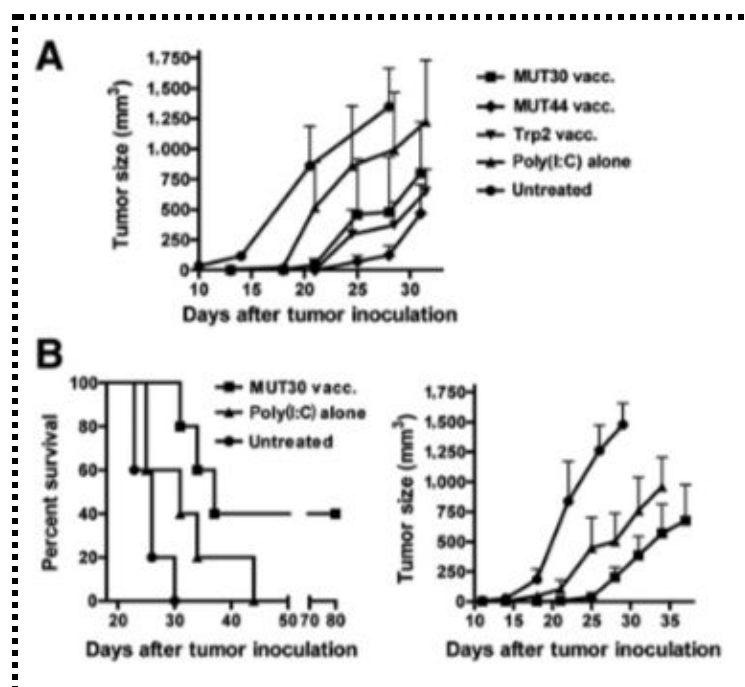 A
Tumor size (mm³)
1.750
1,500
1,250
1.000
750
500
250
0
10 15 20 25 30
Days after tumor inoculation
MUT30 vacc.
MUT44 vacc.
Trp2 vacc.
Poly(I:C) alone
Untreated
B
Percent survival
100
80
60
40
20
0
20 30 40 50 70 80
Days after tumor inoculation
MUT30 vacc.
Poly(I:C) alone
Untreated
Tumor size (mm³)
1,750
1,500
1,250
1,000
750
500
250
0
10 15 20 25 30 35
Days after tumor inoculation